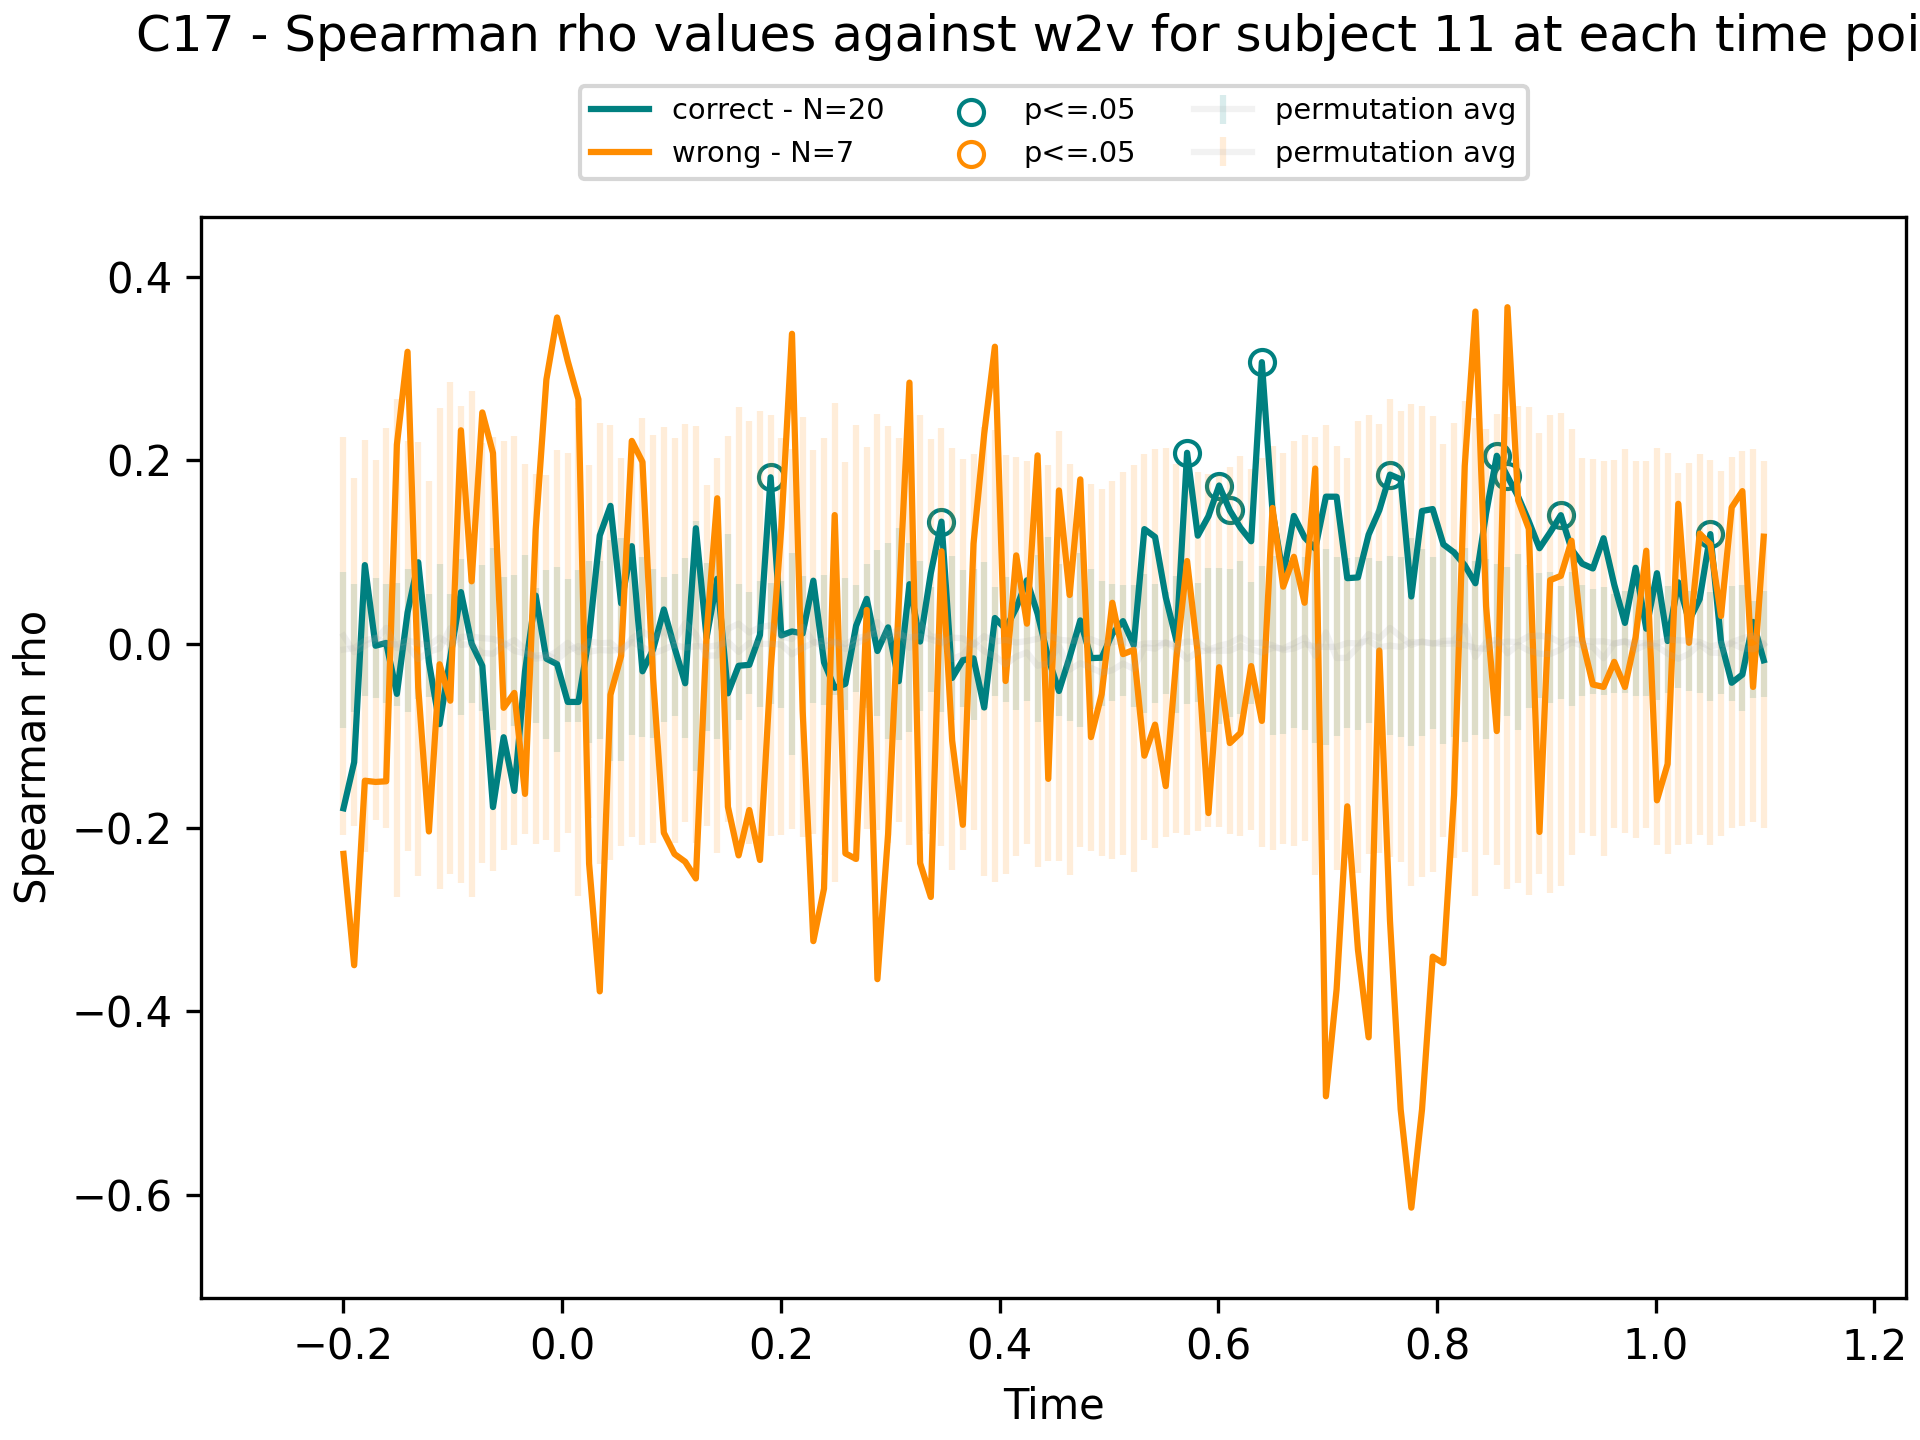 C17 - Spearman rho values against w2v for subject 11 at each time poi
correct - N=20 p<=.05 permutation avg
wrong - N=7 p<=.05 permutation avg
0.4
0.2
0.0
−0.2
−0.4
−0.6
Spearman rho
−0.2 0.0 0.2 0.4 0.6 0.8 1.0 1.2
Time